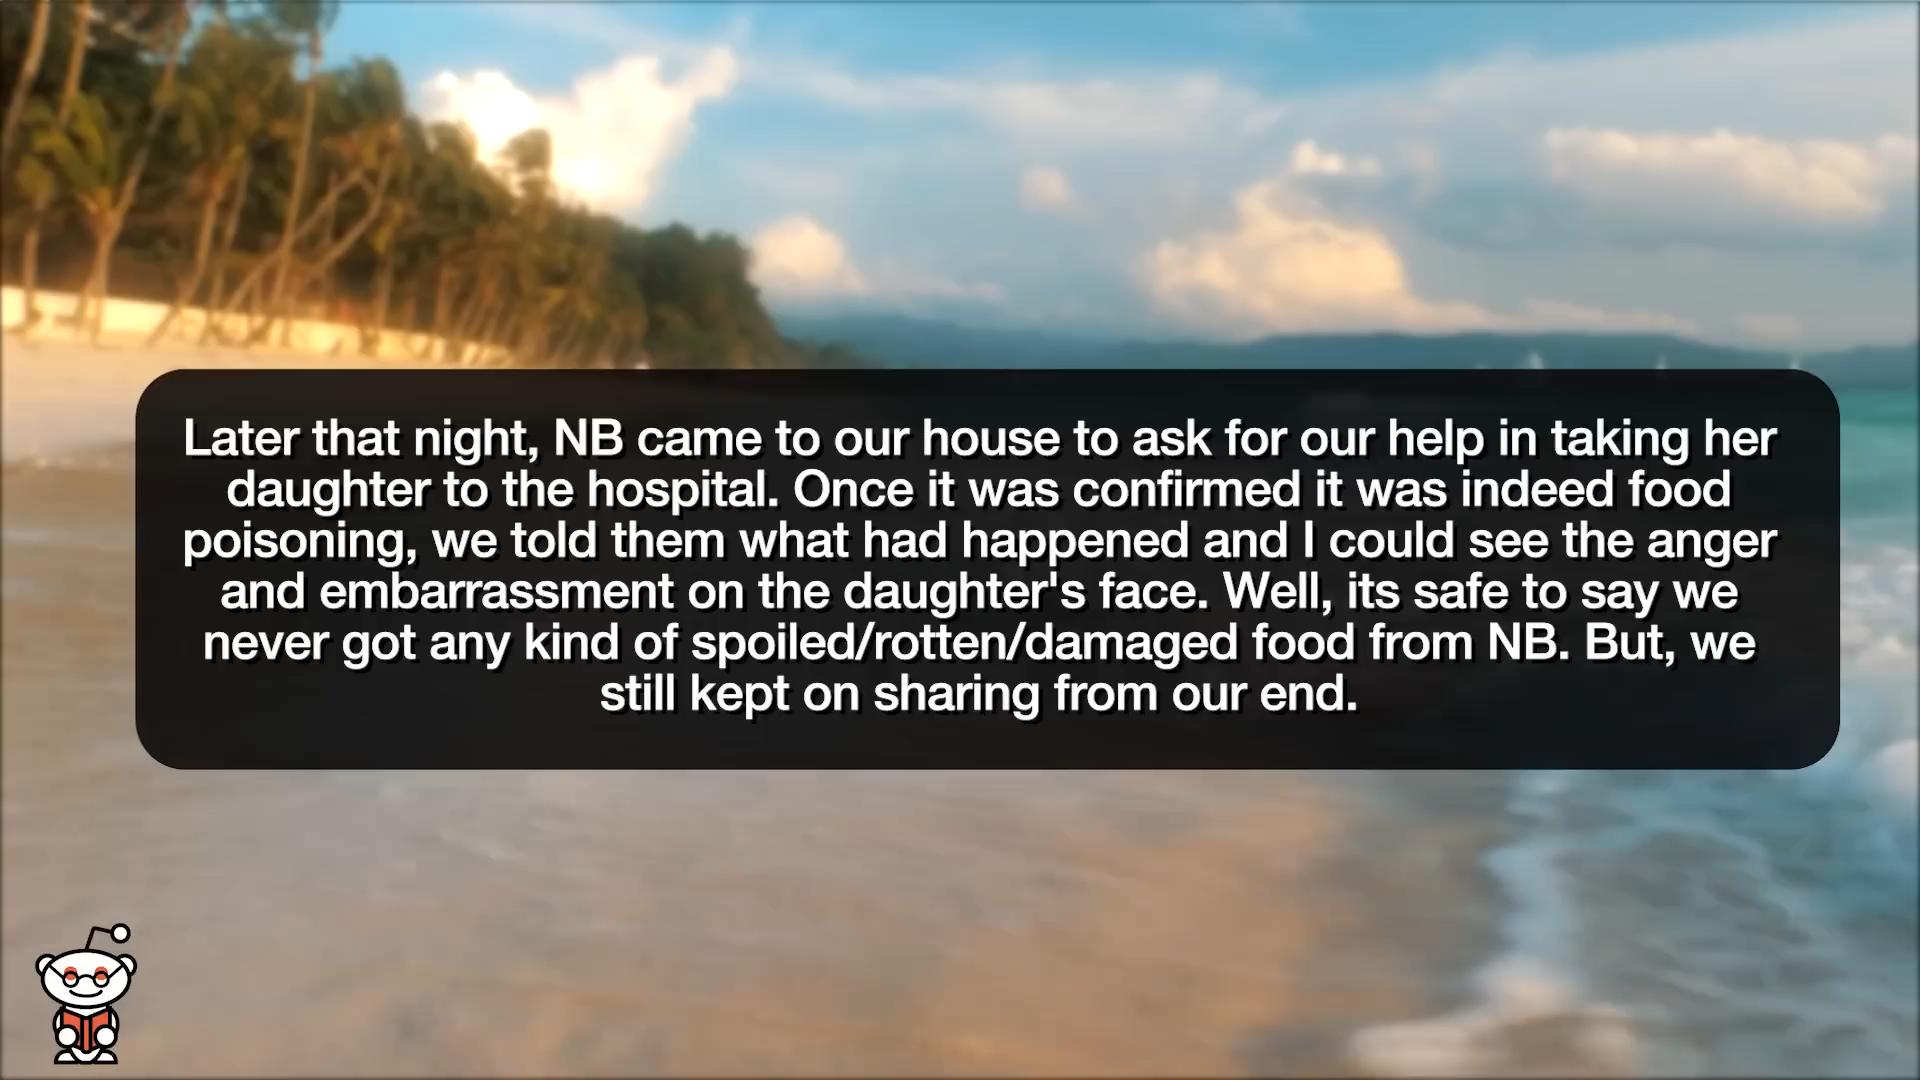 Later that night, NB came to our house to ask for our help in taking her
daughter to the hospital. Once it was confirmed it was indeed food
poisoning, we told them what had happened and I could see the anger
and embarrassment on the daughter's face. Well, its safe to say we
never got any kind of spoiled/rotten/damaged food from NB. But, we
still kept on sharing from our end.